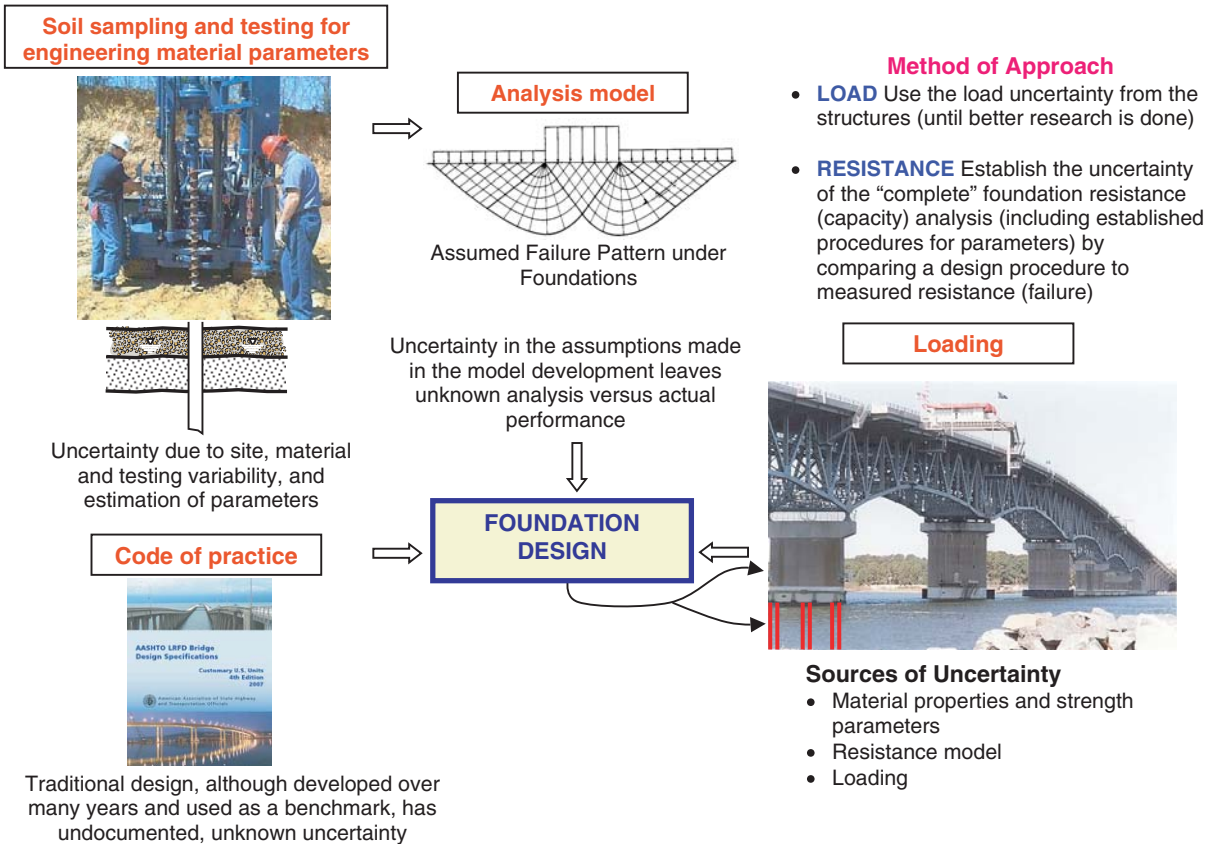 Soil sampling and testing for
engineering material parameters
Analysis model
Assumed Failure Pattern under
Foundations
Method of Approach
• LOAD Use the load uncertainty from the
structures (until better research is done)
• RESISTANCE Establish the uncertainty
of the “complete” foundation resistance
(capacity) analysis (including established
procedures for parameters) by
comparing a design procedure to
measured resistance (failure)
Uncertainty due to site, material
and testing variability, and
estimation of parameters
Uncertainty in the assumptions made
in the model development leaves
unknown analysis versus actual
performance
Loading
Code of practice
FOUNDATION
DESIGN
AASHTO LRFD Bridge
Design Specifications
Customary U.S. Units
4th Edition
2007
American Association of State Highway
and Transportation Officials
Traditional design, although developed over
many years and used as a benchmark, has
undocumented, unknown uncertainty
Sources of Uncertainty
• Material properties and strength
parameters
• Resistance model
• Loading